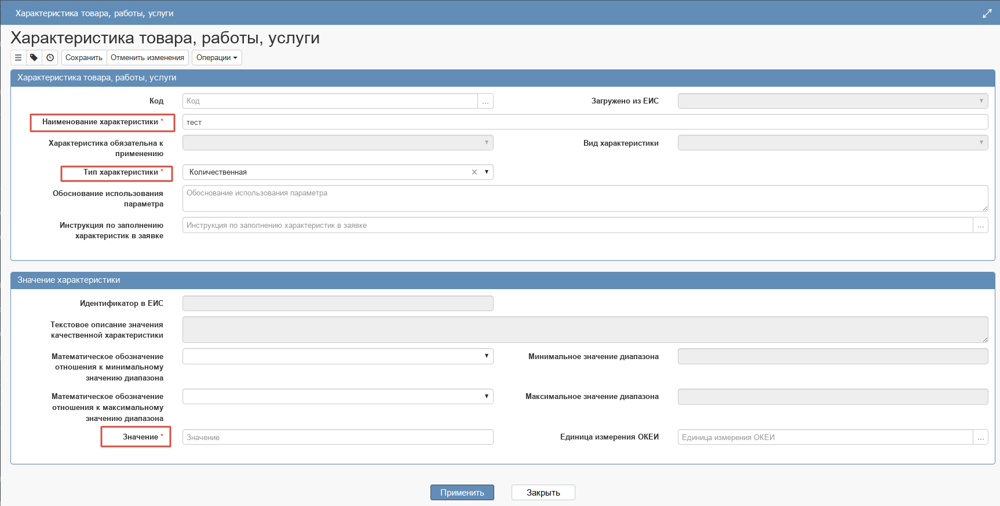 Характеристика товара, работы, услуги
Характеристика товара, работы, услуги
Сохранить Отменить изменения Операции
Характеристика товара, работы, услуги
Код Код ... Загружено из ЕИС
Наименование характеристики * тест
Характеристика обязательна к
применению
Вид характеристики
Тип характеристики * Количественная
Обоснование использования
параметра
Обоснование использования параметра
Инструкция по заполнению
характеристик в заявке
Инструкция по заполнению характеристик в заявке ...
Значение характеристики
Идентификатор в ЕИС
Текстовое описание значения
качественной характеристики
Математическое обозначение
отношения к минимальному
значению диапазона
Минимальное значение диапазона
Математическое обозначение
отношения к максимальному
значению диапазона
Максимальное значение диапазона
Значение * Значение Единица измерения ОКЕИ Единица измерения ОКЕИ ...
Применить Закрыть